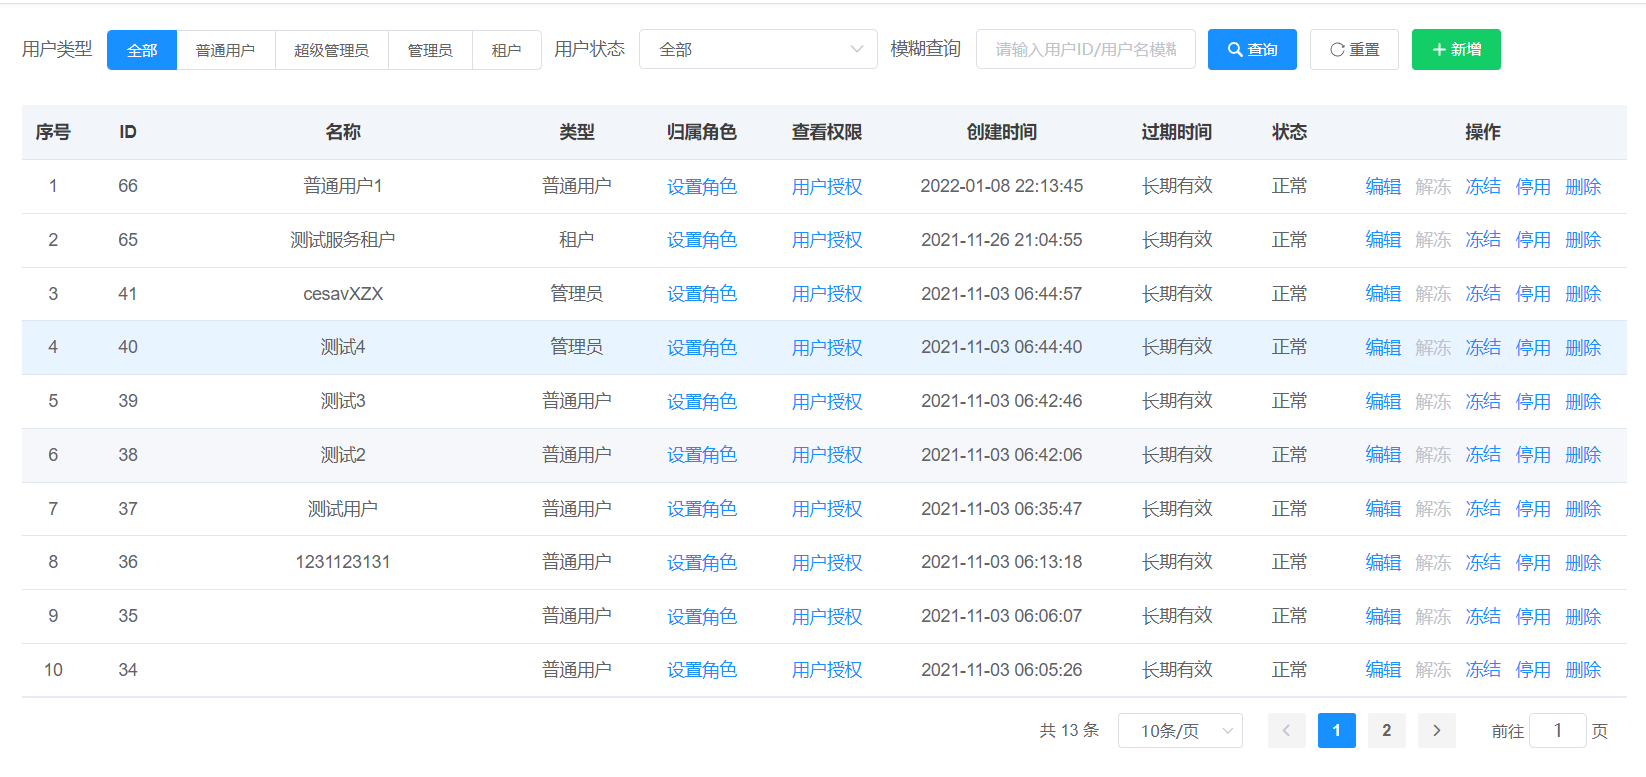 用户类型 全部 普通用户 超级管理员 管理员 租户 用户状态 全部 模糊查询 请输入用户ID/用户名模糊 查询 重置 新增
序号 ID 名称 类型 归属角色 查看权限 创建时间 过期时间 状态 操作
1 66 普通用户1 普通用户 设置角色 用户授权 2022-01-08 22:13:45 长期有效 正常 编辑 解冻 冻结 停用 删除
2 65 测试服务租户 租户 设置角色 用户授权 2021-11-26 21:04:55 长期有效 正常 编辑 解冻 冻结 停用 删除
3 41 cesavXZX 管理员 设置角色 用户授权 2021-11-03 06:44:57 长期有效 正常 编辑 解冻 冻结 停用 删除
4 40 测试4 管理员 设置角色 用户授权 2021-11-03 06:44:40 长期有效 正常 编辑 解冻 冻结 停用 删除
5 39 测试3 普通用户 设置角色 用户授权 2021-11-03 06:42:46 长期有效 正常 编辑 解冻 冻结 停用 删除
6 38 测试2 普通用户 设置角色 用户授权 2021-11-03 06:42:06 长期有效 正常 编辑 解冻 冻结 停用 删除
7 37 测试用户 普通用户 设置角色 用户授权 2021-11-03 06:35:47 长期有效 正常 编辑 解冻 冻结 停用 删除
8 36 1231123131 普通用户 设置角色 用户授权 2021-11-03 06:13:18 长期有效 正常 编辑 解冻 冻结 停用 删除
9 35 普通用户 设置角色 用户授权 2021-11-03 06:06:07 长期有效 正常 编辑 解冻 冻结 停用 删除
10 34 普通用户 设置角色 用户授权 2021-11-03 06:05:26 长期有效 正常 编辑 解冻 冻结 停用 删除
共 13 条 10条/页 1 2 前往 1 页